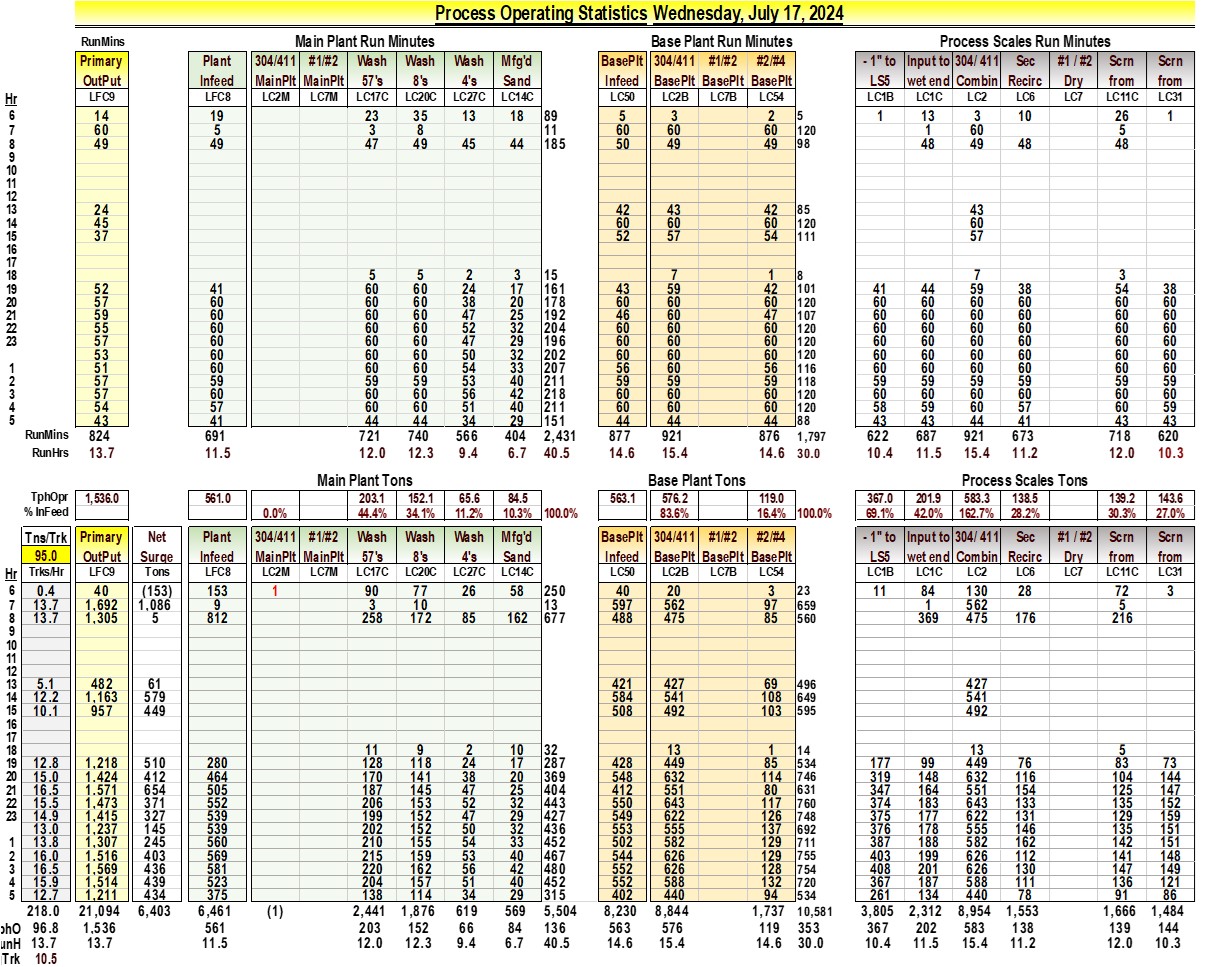 Process Operating Statistics Wednesday, July 17, 2024
RunMins Main Plant Run Minutes Base Plant Run Minutes Process Scales Run Minutes
Primary Plant 304/411 #1/#2 Wash Wash Wash Mfg'd BasePlt 304/411 #1/#2 #2/#4 - 1" to Input to 304/ 411 Sec #1 / #2 Scrn Scrn
OutPut Infeed MainPlt MainPlt 57's 8's 4's Sand Infeed BasePlt BasePlt BasePlt LS5 wet end Combin Recirc Dry from from
Hr LFC9 LFC8 LC2M LC7M LC17C LC20C LC27C LC14C LC50 LC2B LC7B LC54 LC1B LC1C LC2 LC6 LC7 LC11C LC31
6 14 19 23 35 13 18 89 5 3 2 5 1 13 3 10 26 1
7 60 5 3 8 11 60 60 60 120 1 60 5
8 49 49 47 49 45 44 185 50 49 49 98 48 49 48 48
9
10
11
12
13 24 42 43 42 85 43
14 45 60 60 60 120 60
15 37 52 57 54 111 57
16
17
18 5 5 2 3 15 7 1 8 7 3
19 52 41 60 60 24 17 161 43 59 42 101 41 44 59 38 54 38
20 57 60 60 60 38 20 178 60 60 60 120 60 60 60 60 60 60
21 59 60 60 60 47 25 192 46 60 47 107 60 60 60 60 60 60
22 55 60 60 60 52 32 204 60 60 60 120 60 60 60 60 60 60
23 57 60 60 60 47 29 196 60 60 60 120 60 60 60 60 60 60
53 60 60 60 50 32 202 60 60 60 120 60 60 60 60 60 60
1 51 60 60 60 54 33 207 56 60 56 116 60 60 60 60 60 60
2 57 59 59 59 53 40 211 59 59 59 118 59 59 59 59 59 59
3 57 60 60 60 56 42 218 60 60 60 120 60 60 60 60 60 60
4 54 57 60 60 51 40 211 60 60 60 120 58 59 60 57 60 59
5 43 41 44 44 34 29 151 44 44 44 88 43 43 44 41 43 43
RunMins 824 691 721 740 566 404 2,431 877 921 876 1,797 622 687 921 673 718 620
RunHrs 13.7 11.5 12.0 12.3 9.4 6.7 40.5 14.6 15.4 14.6 30.0 10.4 11.5 15.4 11.2 12.0 10.3
Main Plant Tons Base Plant Tons Process Scales Tons
TphOpr 1,536.0 561.0 203.1 152.1 65.6 84.5 563.1 576.2 119.0 367.0 201.9 583.3 138.5 139.2 143.6
% InFeed 0.0% 44.4% 34.1% 11.2% 10.3% 100.0% 83.6% 16.4% 100.0% 69.1% 42.0% 162.7% 28.2% 30.3% 27.0%
Tns/Trk Primary Net Plant 304/411 #1/#2 Wash Wash Wash Mfg'd BasePlt 304/411 #1/#2 #2/#4 - 1" to Input to 304/ 411 Sec #1 / #2 Scrn Scrn
95.0 OutPut Surge Infeed MainPlt MainPlt 57's 8's 4's Sand Infeed BasePlt BasePlt BasePlt LS5 wet end Combin Recirc Dry from from
Hr Trks/Hr LFC9 Tons LFC8 LC2M LC7M LC17C LC20C LC27C LC14C LC50 LC2B LC7B LC54 LC1B LC1C LC2 LC6 LC7 LC11C LC31
6 0.4 40 (153) 153 1 90 77 26 58 250 40 20 3 23 11 84 130 28 72 3
7 13.7 1,692 1,086 9 3 10 13 597 562 97 659 1 562 5
8 13.7 1,305 5 812 258 172 85 162 677 488 475 85 560 369 475 176 216
9
10
11
12
13 5.1 482 61 421 427 69 496 427
14 12.2 1,163 579 584 541 108 649 541
15 10.1 957 449 508 492 103 595 492
16
17
18 11 9 2 10 32 13 1 14 13 5
19 12.8 1,218 510 280 128 118 24 17 287 428 449 85 534 177 99 449 76 83 73
20 15.0 1,424 412 464 170 141 38 20 369 548 632 114 746 319 148 632 116 104 144
21 16.5 1,571 654 505 187 145 47 25 404 412 551 80 631 347 164 551 154 125 147
22 15.5 1,473 371 552 206 153 52 32 443 550 643 117 760 374 183 643 133 135 152
23 14.9 1,415 327 539 199 152 47 29 427 549 622 126 748 375 177 622 131 129 159
13.0 1,237 145 539 202 152 50 32 436 553 555 137 692 376 178 555 146 135 151
1 13.8 1,307 245 560 210 155 54 33 452 502 582 129 711 387 188 582 162 142 151
2 16.0 1,516 403 569 215 159 53 40 467 544 626 129 755 403 199 626 112 141 148
3 16.5 1,569 436 581 220 162 56 42 480 552 626 128 754 408 201 626 130 147 149
4 15.9 1,514 439 523 204 157 51 40 452 552 588 132 720 367 187 588 111 136 121
5 12.7 1,211 434 375 138 114 34 29 315 402 440 94 534 261 134 440 78 91 86
218.0 21,094 6,403 6,461 (1) 2,441 1,876 619 569 5,504 8,230 8,844 1,737 10,581 3,805 2,312 8,954 1,553 1,666 1,484
phO 96.8 1,536 561 203 152 66 84 136 563 576 119 353 367 202 583 138 139 144
unH 13.7 13.7 11.5 12.0 12.3 9.4 6.7 40.5 14.6 15.4 14.6 30.0 10.4 11.5 15.4 11.2 12.0 10.3
Trk 10.5